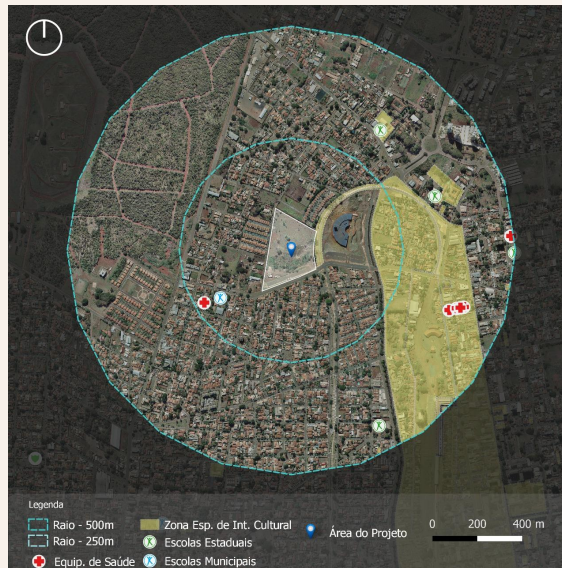 Legenda
Raio - 500m
Raio - 250m
Equip. de Saúde
Zona Esp. de Int. Cultural
Escolas Estaduais
Escolas Municipais
Área do Projeto
0 200 400 m